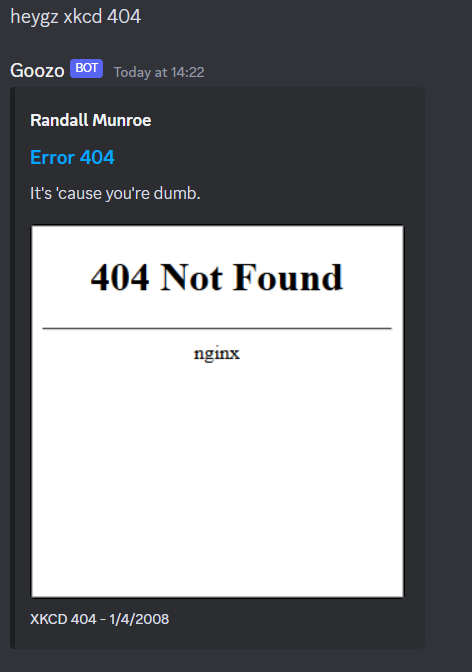 heygz xkcd 404
Goozo BOT Today at 14:22
Randall Munroe
Error 404
It's 'cause you're dumb.
404 Not Found
nginx
XKCD 404 - 1/4/2008